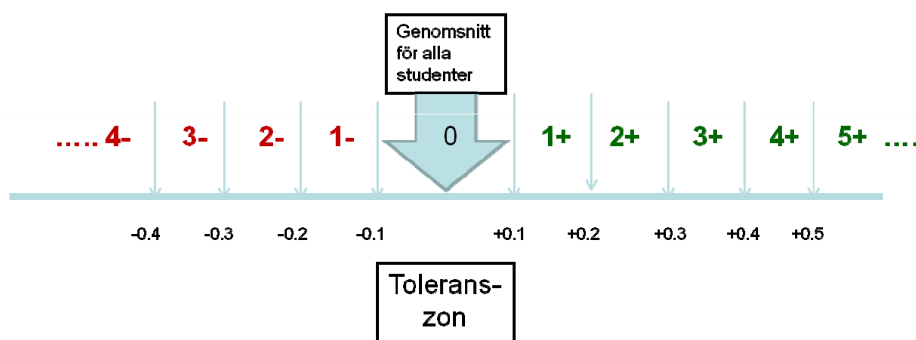 Genomsnitt
för alla
studenter
..... 4- 3- 2- 1- 0 1+ 2+ 3+ 4+ 5+ ....
-0.4 -0.3 -0.2 -0.1 +0.1 +0.2 +0.3 +0.4 +0.5
Tolerans-
zon